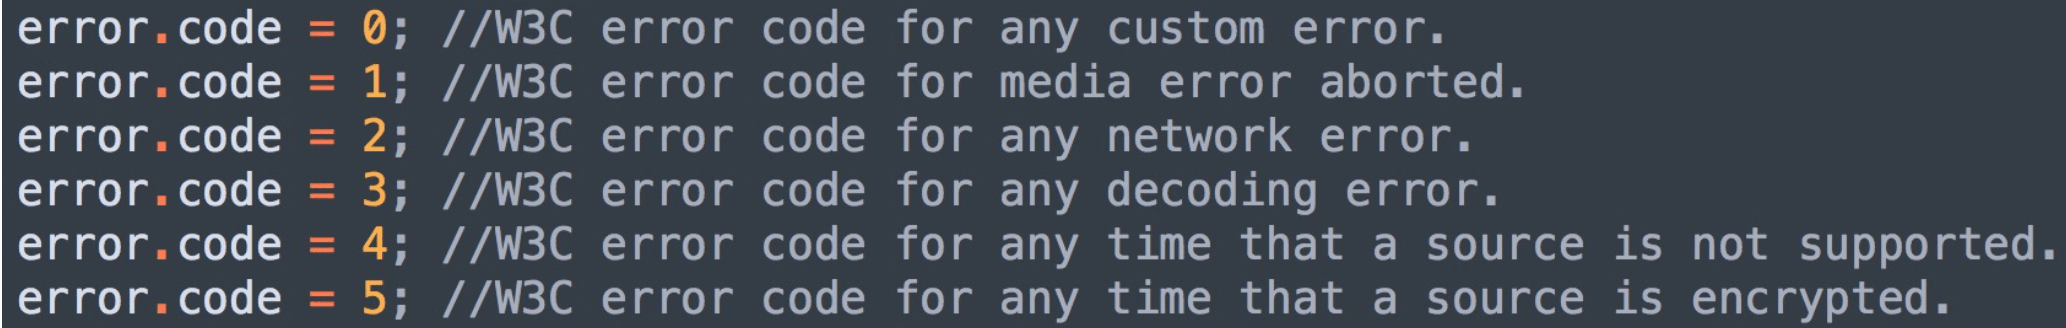 error.code = 0; //W3C error code for any custom error.
error.code = 1; //W3C error code for media error aborted.
error.code = 2; //W3C error code for any network error.
error.code = 3; //W3C error code for any decoding error.
error.code = 4; //W3C error code for any time that a source is not supported.
error.code = 5; //W3C error code for any time that a source is encrypted.